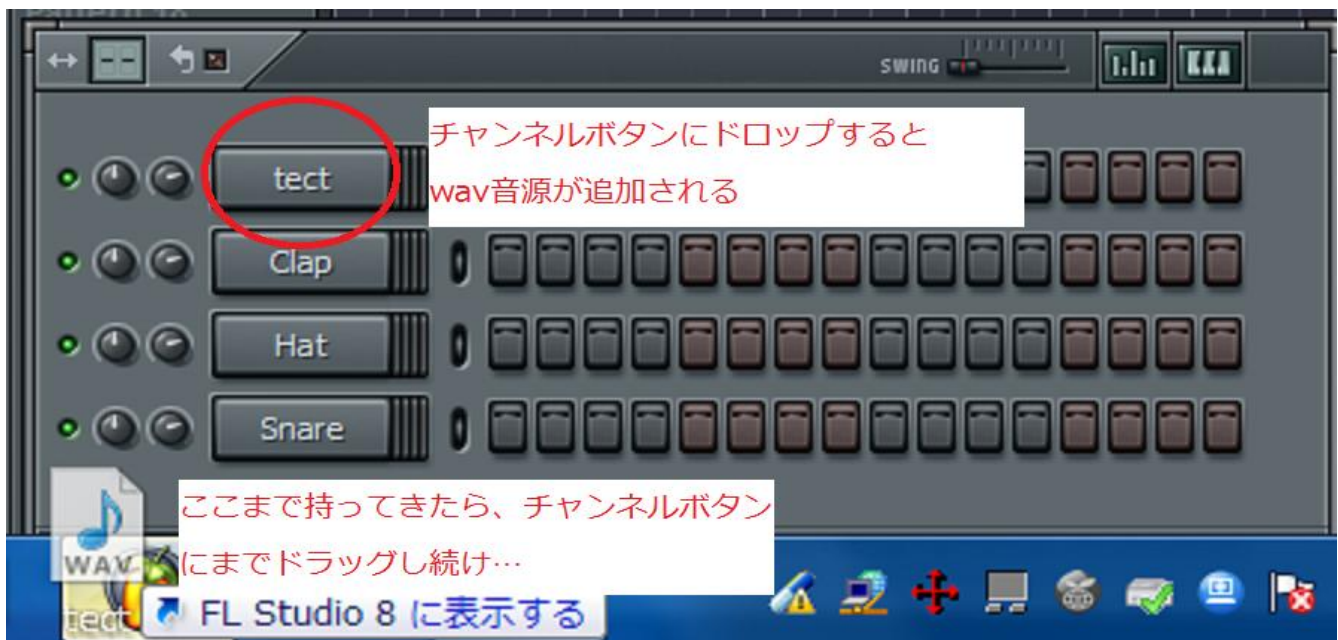 SWING
チャンネルボタンにドロップすると
wav音源が追加される
tect
Clap
Hat
Snare
ここまで持ってきたら、チャンネルボタン
にまでドラッグし続け…
WAV
tect
FL Studio 8 に表示する